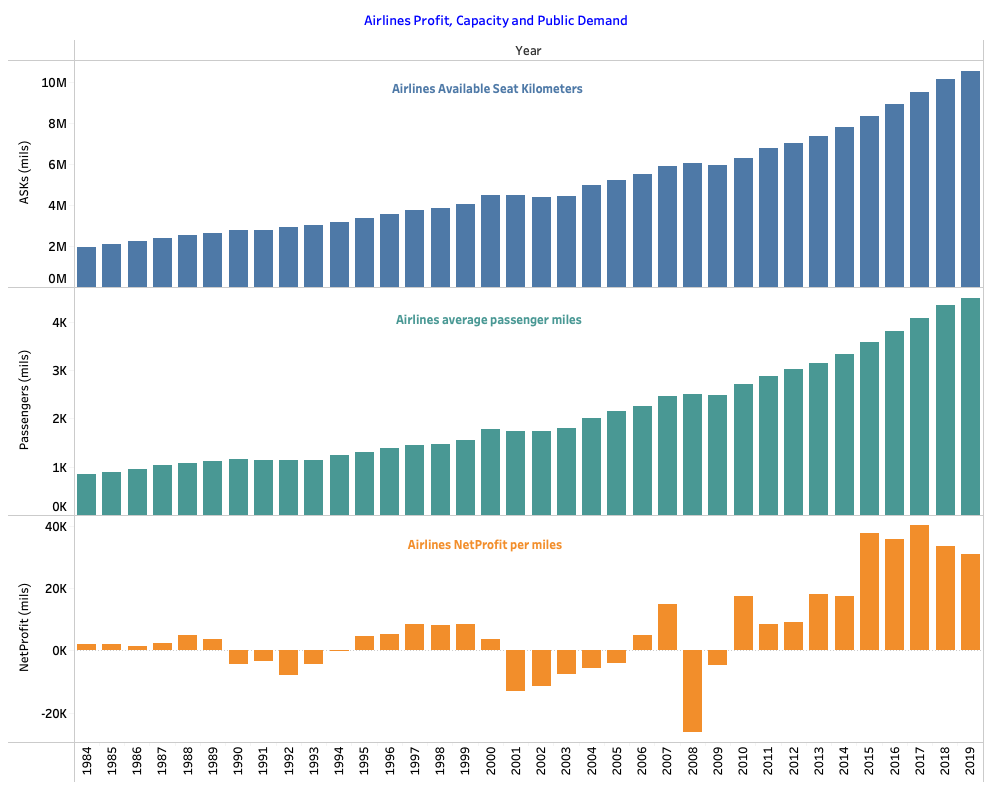 Airlines Profit, Capacity and Public Demand
Year
Airlines Available Seat Kilometers
ASKs (mils)
10M
8M
6M
4M
2M
0M
Airlines average passenger miles
Passengers (mils)
4K
3K
2K
1K
0K
Airlines NetProfit per miles
NetProfit (mils)
40K
20K
0K
-20K
1984 1985 1986 1987 1988 1989 1990 1991 1992 1993 1994 1995 1996 1997 1998 1999 2000 2001 2002 2003 2004 2005 2006 2007 2008 2009 2010 2011 2012 2013 2014 2015 2016 2017 2018 2019